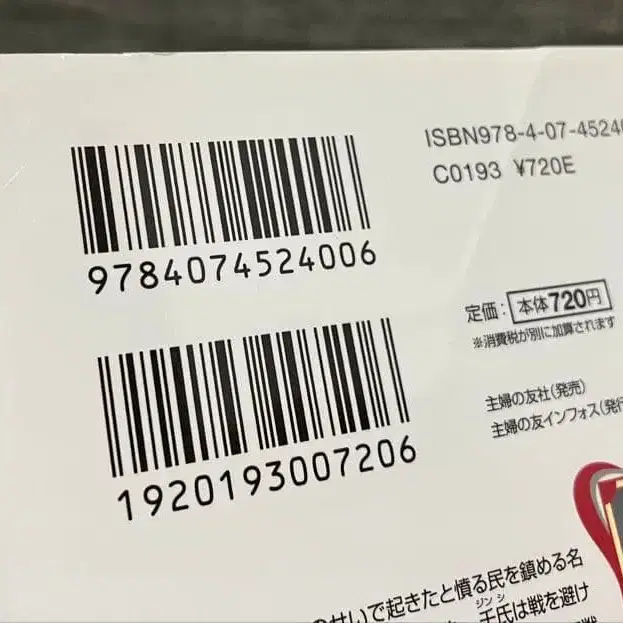 ISBN978-4-07-45240
C0193 ¥720E
9784074524006
定価：本体720円
※消費税が別に加算されます
1920193007206
主婦の友社（発売）
主婦の友インフォス（発行
のせいで起きたと憤る民を鎮める名
ジンシ
壬氏は戦を避け